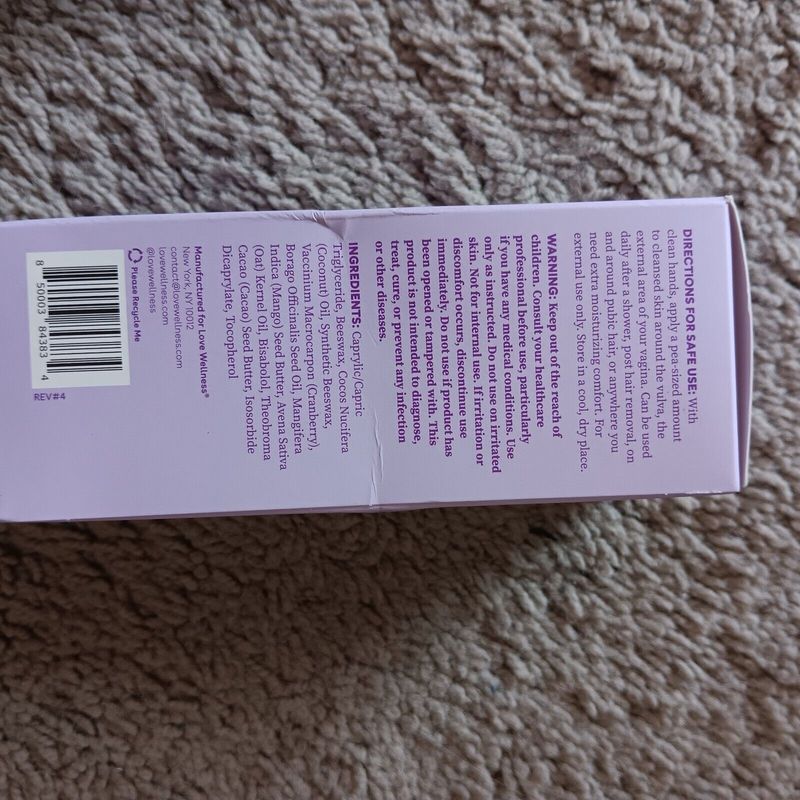 DIRECTIONS FOR SAFE USE: With
clean hands, apply a pea-sized amount
to cleansed skin around the vulva, the
external area of your vagina. Can be used
daily after a shower, post hair removal, on
and around pubic hair, or anywhere you
need extra moisturizing comfort. For
external use only. Store in a cool, dry place.
WARNING: Keep out of the reach of
children. Consult your healthcare
professional before use, particularly
if you have any medical conditions. Use
only as instructed. Do not use on irritated
skin. Not for internal use. If irritation or
discomfort occurs, discontinue use
immediately. Do not use if product has
been opened or tampered with. This
product is not intended to diagnose,
treat, cure, or prevent any infection
or other diseases.
INGREDIENTS: Caprylic/Capric
Triglyceride, Beeswax, Cocos Nucifera
(Coconut) Oil, Synthetic Beeswax,
Vaccinium Macrocarpon (Cranberry),
Borago Officinalis Seed Oil, Mangifera
Indica (Mango) Seed Butter, Avena Sativa
(Oat) Kernel Oil, Bisabolol, Theobroma
Cacao (Cacao) Seed Butter, Isosorbide
Dicaprylate, Tocopherol
Manufactured for Love Wellness®
New York, NY 10012
contact@lovewellness.com
lovewellness.com
@lovewellness
Please Recycle Me
8 50003 84383 4
REV#4